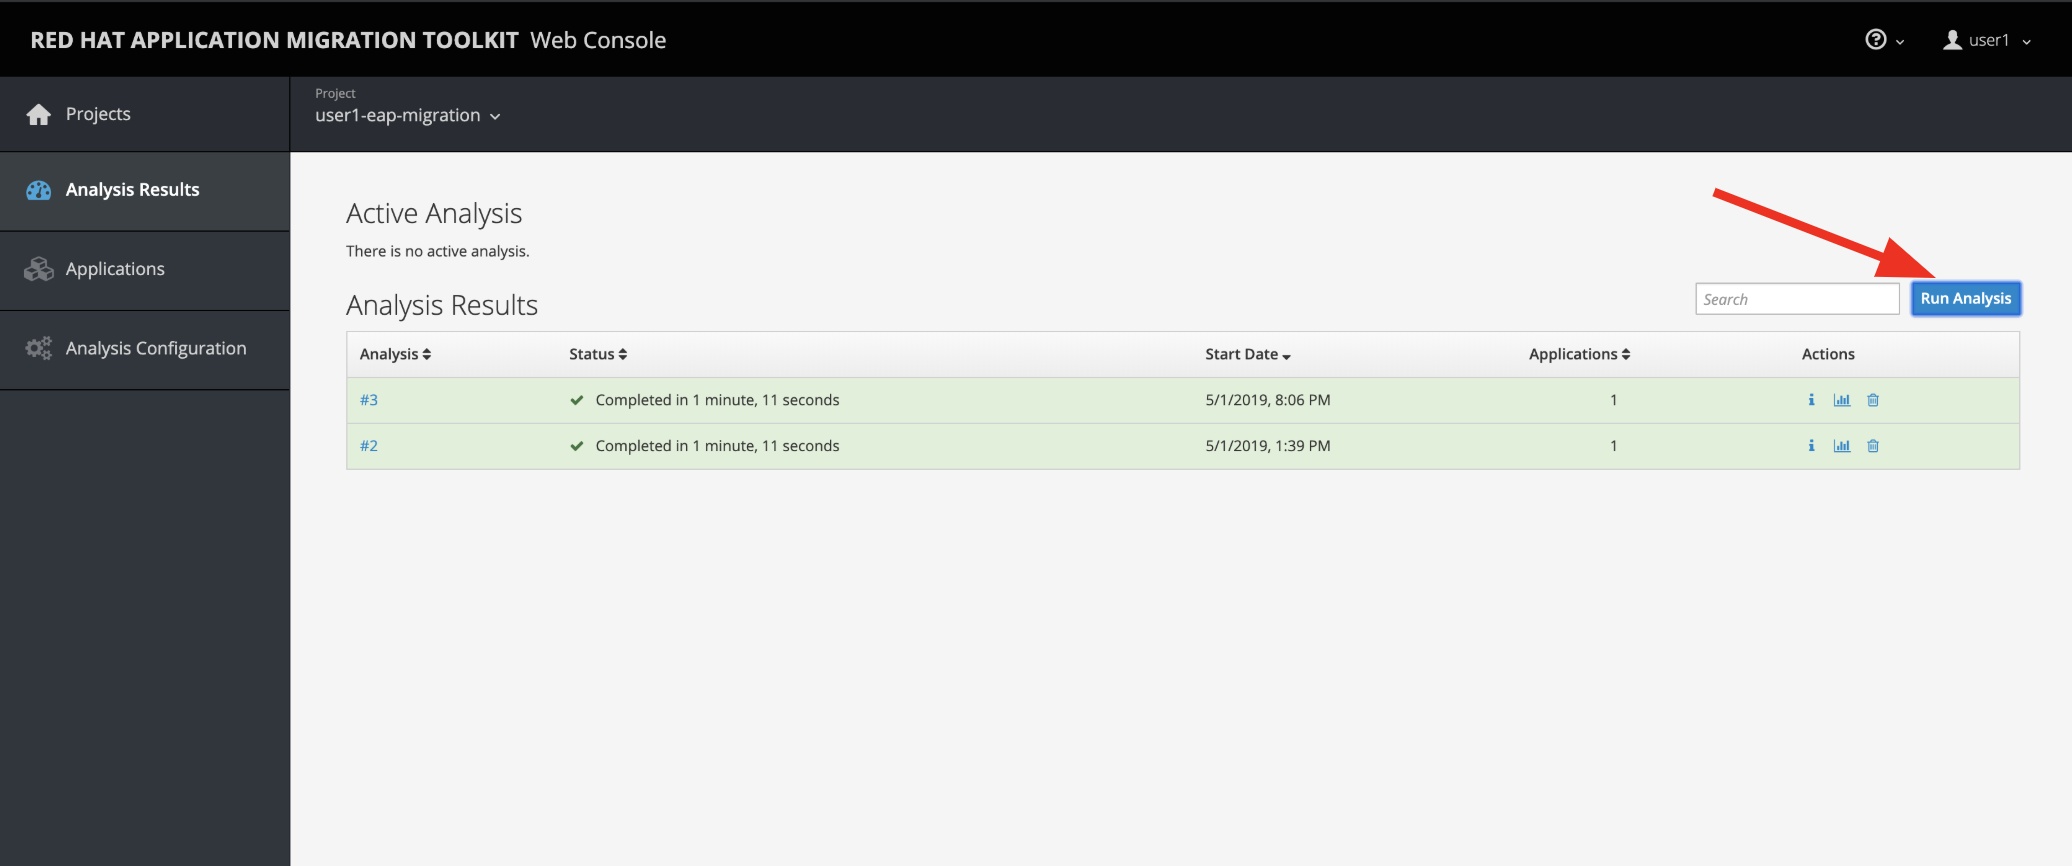 RED HAT APPLICATION MIGRATION TOOLKIT Web Console
user1
Projects
Analysis Results
Applications
Analysis Configuration
Project
user1-eap-migration
Active Analysis
There is no active analysis.
Analysis Results
Search
Run Analysis
Analysis Status Start Date Applications Actions
#3 Completed in 1 minute, 11 seconds 5/1/2019, 8:06 PM 1
#2 Completed in 1 minute, 11 seconds 5/1/2019, 1:39 PM 1